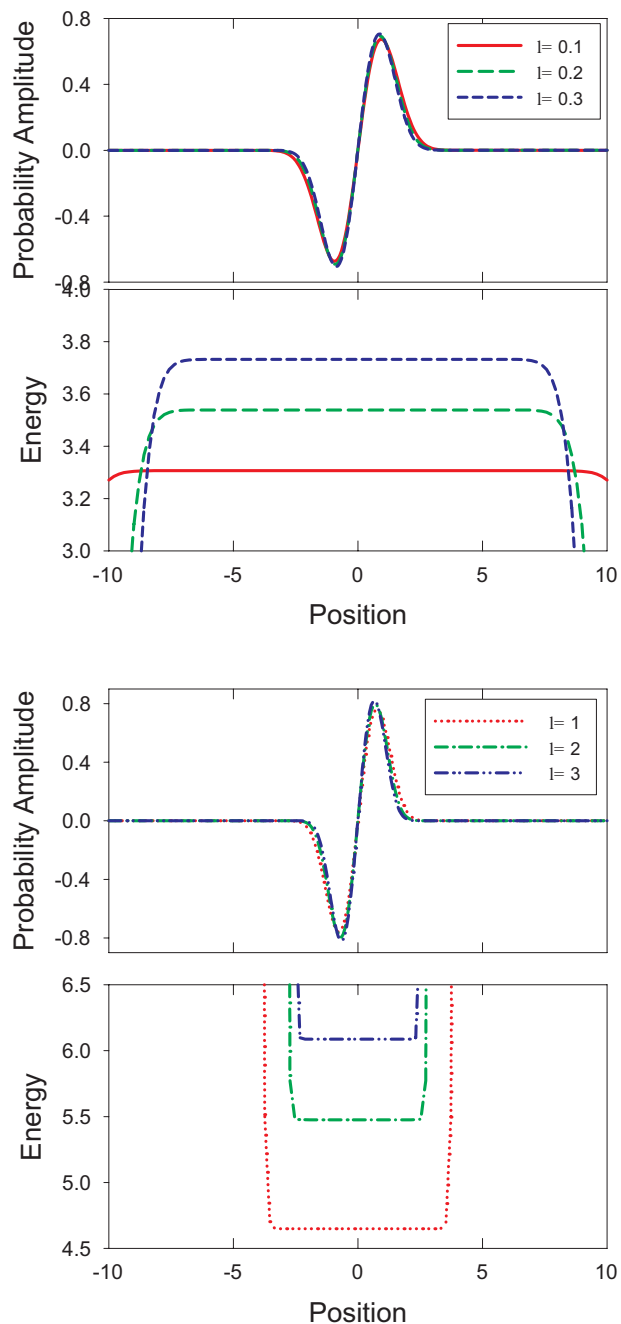 0.8
0.4
0.0
-0.4
-0.8
Probability Amplitude
l= 0.1
l= 0.2
l= 0.3
4.0
3.8
3.6
3.4
3.2
3.0
Energy
-10 -5 0 5 10
Position
0.8
0.4
0.0
-0.4
-0.8
Probability Amplitude
l= 1
l= 2
l= 3
6.5
6.0
5.5
5.0
4.5
Energy
-10 -5 0 5 10
Position